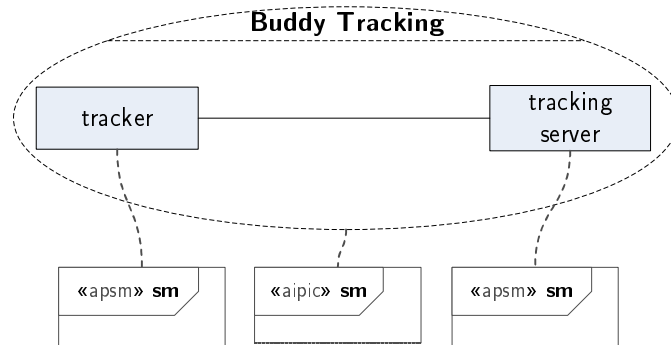 Buddy Tracking
tracker
tracking
server
«apsm» sm
«aipic» sm
«apsm» sm